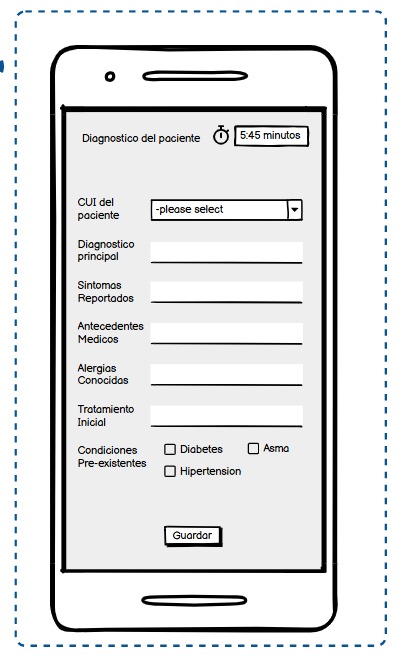 Diagnostico del paciente
5:45 minutos
CUI del
paciente
-please select
Diagnostico
principal
Sintomas
Reportados
Antecedentes
Medicos
Alergias
Conocidas
Tratamiento
Inicial
Condiciones
Pre-existentes
Diabetes
Asma
Hipertension
Guardar